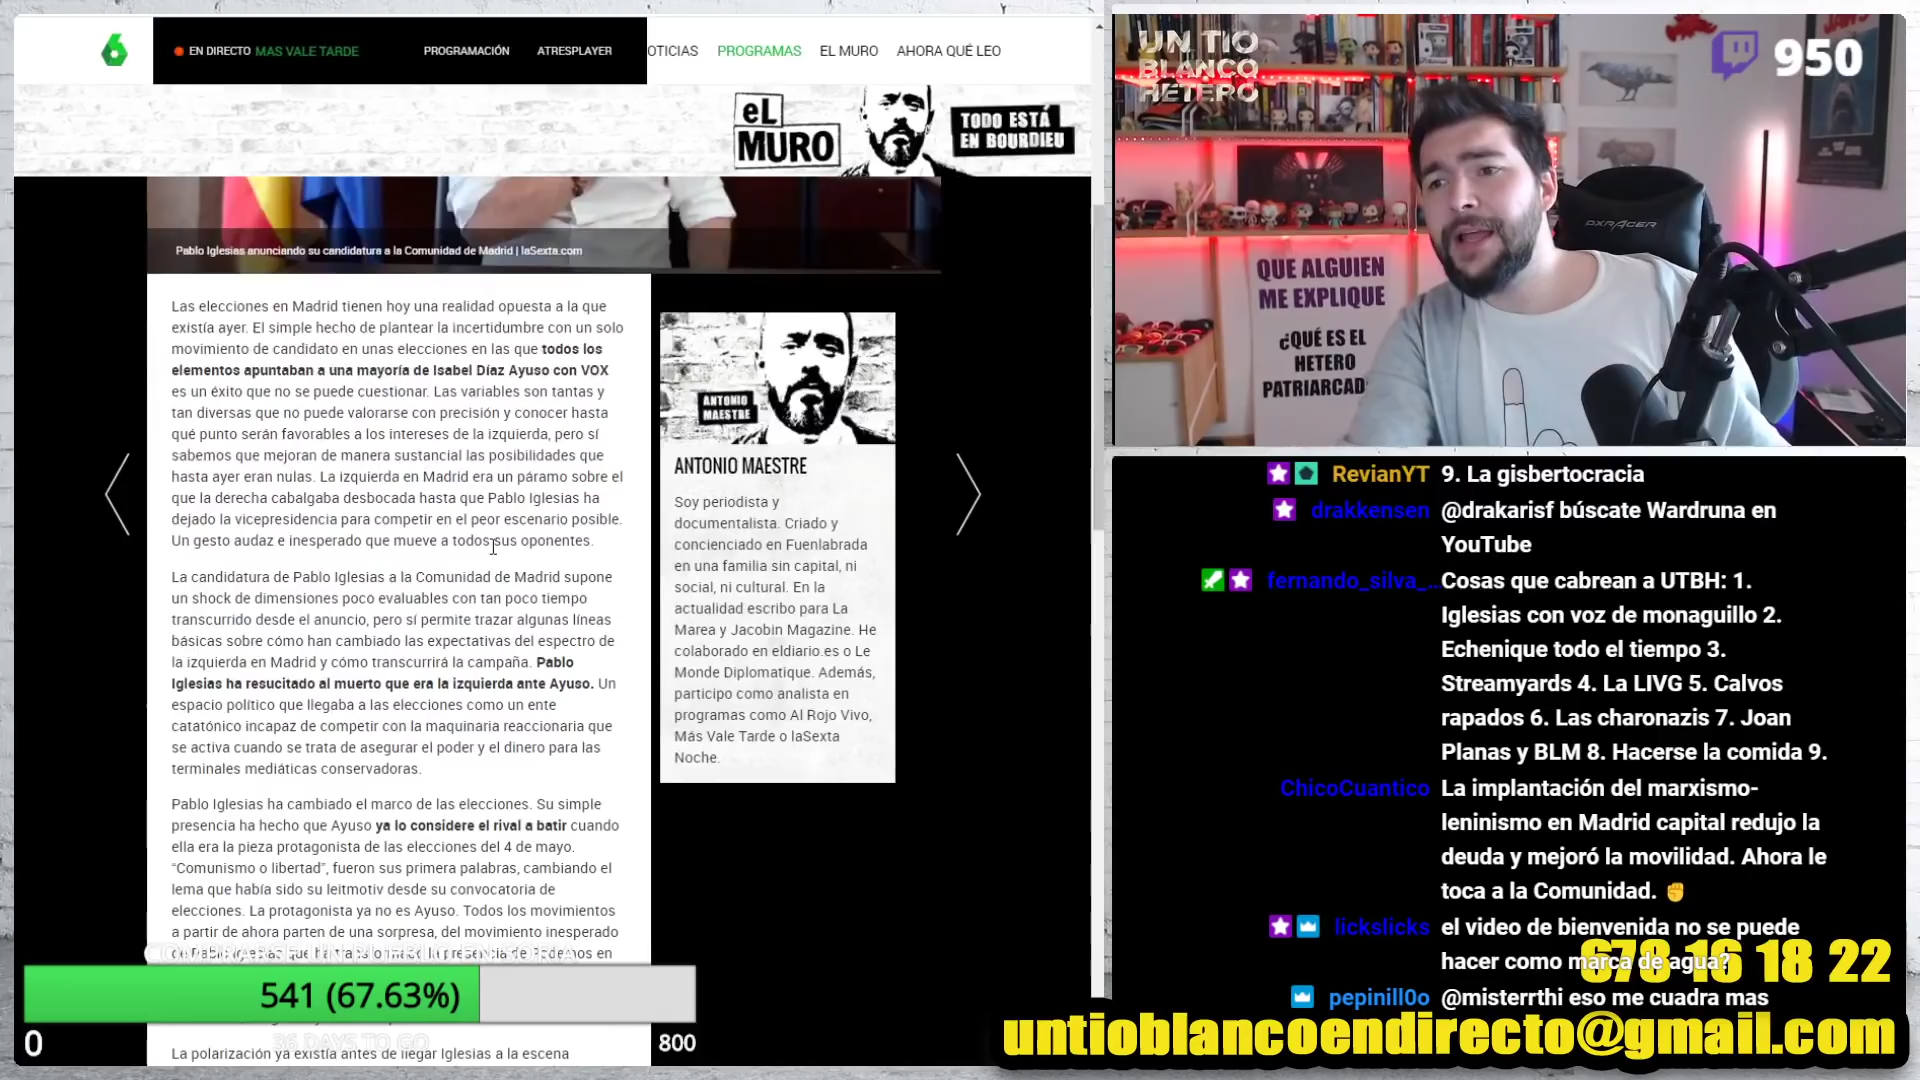 EN DIRECTO MAS VALE TARDE
PROGRAMACIÓN
ATRESPLAYER
OTICIAS
PROGRAMAS
EL MURO
AHORA QUÉ LEO
eL
MURO
TODO ESTÁ
EN BOURDIEU
Pablo Iglesias anunciando su candidatura a la Comunidad de Madrid | laSexta.com
Las elecciones en Madrid tienen hoy una realidad opuesta a la que
existía ayer. El simple hecho de plantear la incertidumbre con un solo
movimiento de candidato en unas elecciones en las que todos los
elementos apuntaban a una mayoría de Isabel Díaz Ayuso con VOX
es un éxito que no se puede cuestionar. Las variables son tantas y
tan diversas que no puede valorarse con precisión y conocer hasta
qué punto serán favorables a los intereses de la izquierda, pero sí
sabemos que mejoran de manera sustancial las posibilidades que
hasta ayer eran nulas. La izquierda en Madrid era un páramo sobre el
que la derecha cabalgaba desbocada hasta que Pablo Iglesias ha
dejado la vicepresidencia para competir en el peor escenario posible.
Un gesto audaz e inesperado que mueve a todos sus oponentes.
La candidatura de Pablo Iglesias a la Comunidad de Madrid supone
un shock de dimensiones poco evaluables con tan poco tiempo
transcurrido desde el anuncio, pero sí permite trazar algunas líneas
básicas sobre cómo han cambiado las expectativas del espectro de
la izquierda en Madrid y cómo transcurrirá la campaña. Pablo
Iglesias ha resucitado al muerto que era la izquierda ante Ayuso. Un
espacio político que llegaba a las elecciones como un ente
catatónico incapaz de competir con la maquinaria reaccionaria que
se activa cuando se trata de asegurar el poder y el dinero para las
terminales mediáticas conservadoras.
Pablo Iglesias ha cambiado el marco de las elecciones. Su simple
presencia ha hecho que Ayuso ya lo considere el rival a batir cuando
ella era la pieza protagonista de las elecciones del 4 de mayo.
“Comunismo o libertad”, fueron sus primera palabras, cambiando el
lema que había sido su leitmotiv desde su convocatoria de
elecciones. La protagonista ya no es Ayuso. Todos los movimientos
a partir de ahora parten de una sorpresa, del movimiento inesperado
541 (67.63%)
0
36 DAYS TO GO
800
La polarización ya existía antes de llegar Iglesias a la escena
ANTONIO
MAESTRE
ANTONIO MAESTRE
Soy periodista y
documentalista. Criado y
concienciado en Fuenlabrada
en una familia sin capital, ni
social, ni cultural. En la
actualidad escribo para La
Marea y Jacobin Magazine. He
colaborado en eldiario.es o Le
Monde Diplomatique. Además,
participo como analista en
programas como Al Rojo Vivo,
Más Vale Tarde o laSexta
Noche.
UN TIO
BLANCO
HETERO
950
JAWS
DXRACER
QUE ALGUIEN
ME EXPLIQUE
¿QUÉ ES EL
HETERO
PATRIARCAD
RevianYT 9. La gisbertocracia
drakkensen @drakarisf búscate Wardruna en
YouTube
fernando_silva_... Cosas que cabrean a UTBH: 1.
Iglesias con voz de monaguillo 2.
Echenique todo el tiempo 3.
Streamyards 4. La LIVG 5. Calvos
rapados 6. Las charonazis 7. Joan
Planas y BLM 8. Hacerse la comida 9.
ChicoCuantico La implantación del marxismo-
leninismo en Madrid capital redujo la
deuda y mejoró la movilidad. Ahora le
toca a la Comunidad. ✊
lickslicks el video de bienvenida no se puede
hacer como marca de agua?
678 16 18 22
pepinill0o @misterrthi eso me cuadra mas
untioblancoendirecto@gmail.com